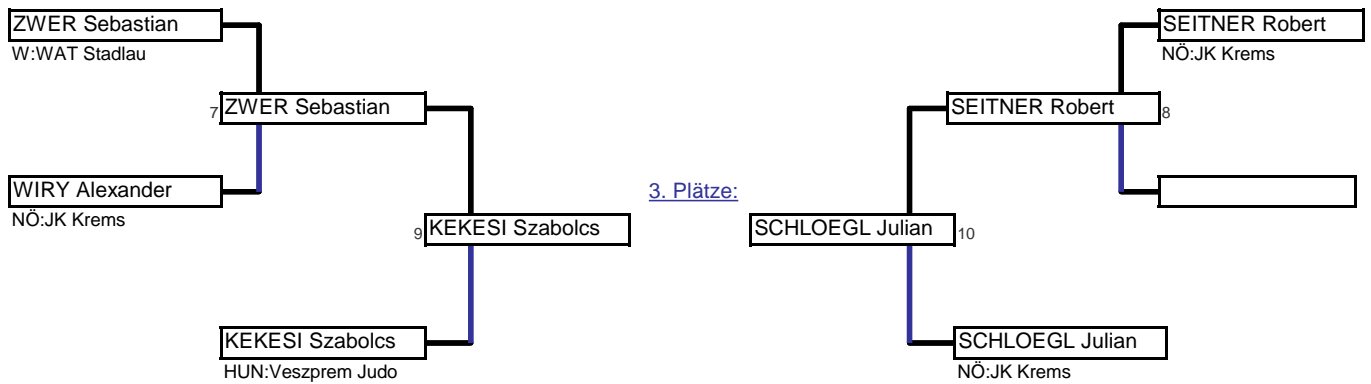 ZWER Sebastian
W:WAT Stadlau
7 ZWER Sebastian
WIRY Alexander
NÖ:JK Krems
9 KEKESI Szabolcs
KEKESI Szabolcs
HUN:Veszprem Judo
3. Plätze:
SEITNER Robert
NÖ:JK Krems
SEITNER Robert 8
SCHLOEGL Julian 10
SCHLOEGL Julian
NÖ:JK Krems